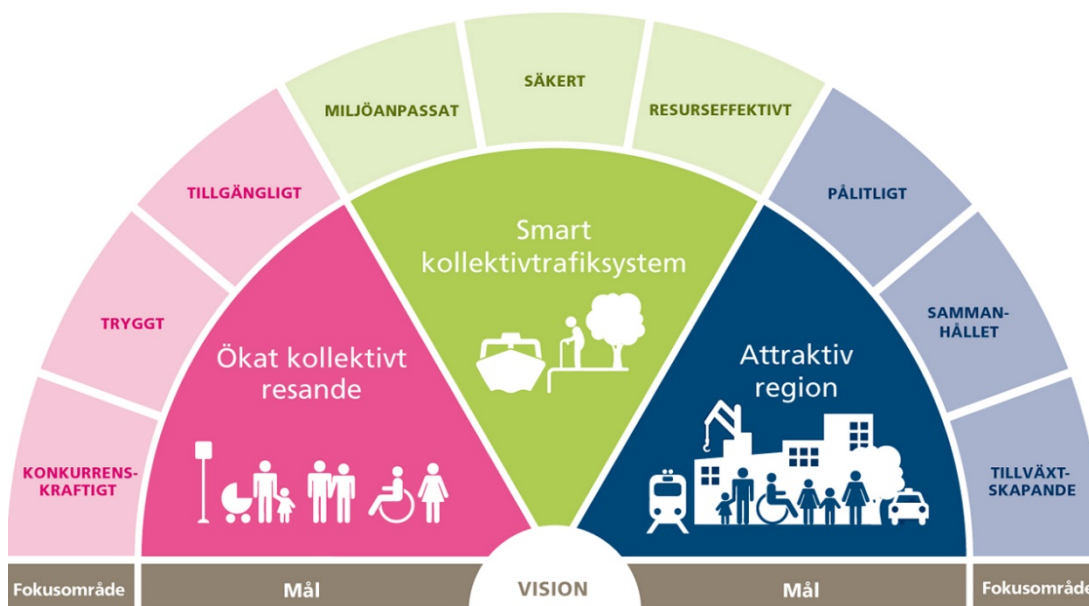 SÄKERT
MILJÖANPASSAT
RESURSEFFEKTIVT
TILLGÄNGLIGT
PÅLITLIGT
Smart
kollektivtrafiksystem
TRYGGT
SAMMAN-
HÅLLET
Ökat kollektivt
resande
Attraktiv
region
KONKURRENS-
KRAFTIGT
TILLVÄXT-
SKAPANDE
Fokusområde
Mål
VISION
Mål
Fokusområde